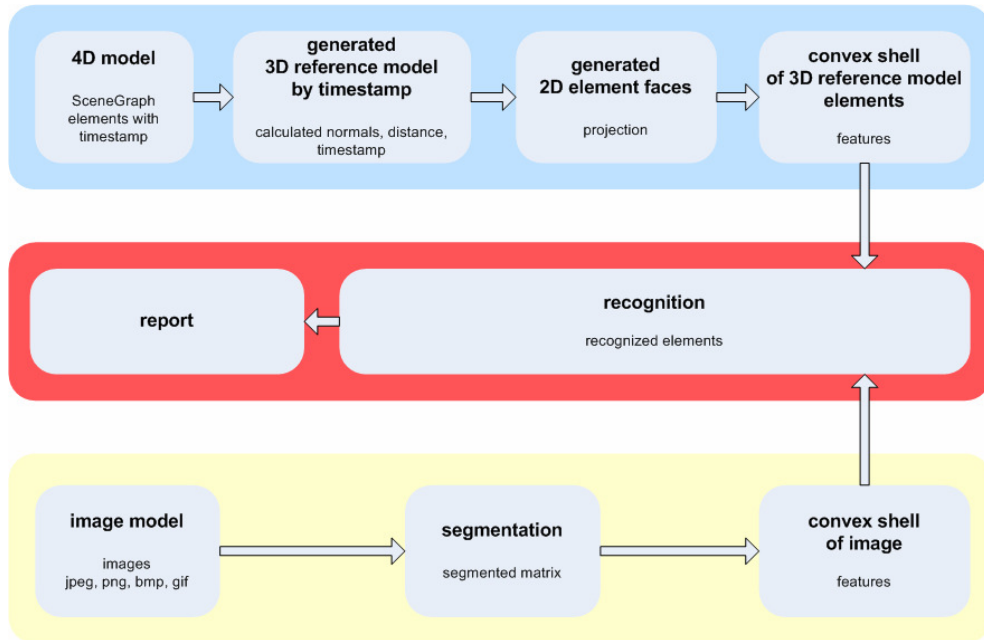 4D model
SceneGraph
elements with
timestamp
generated
3D reference model
by timestamp
calculated normals, distance,
timestamp
generated
2D element faces
projection
convex shell
of 3D reference model
elements
features
report
recognition
recognized elements
image model
images
jpeg, png, bmp, gif
segmentation
segmented matrix
convex shell
of image
features